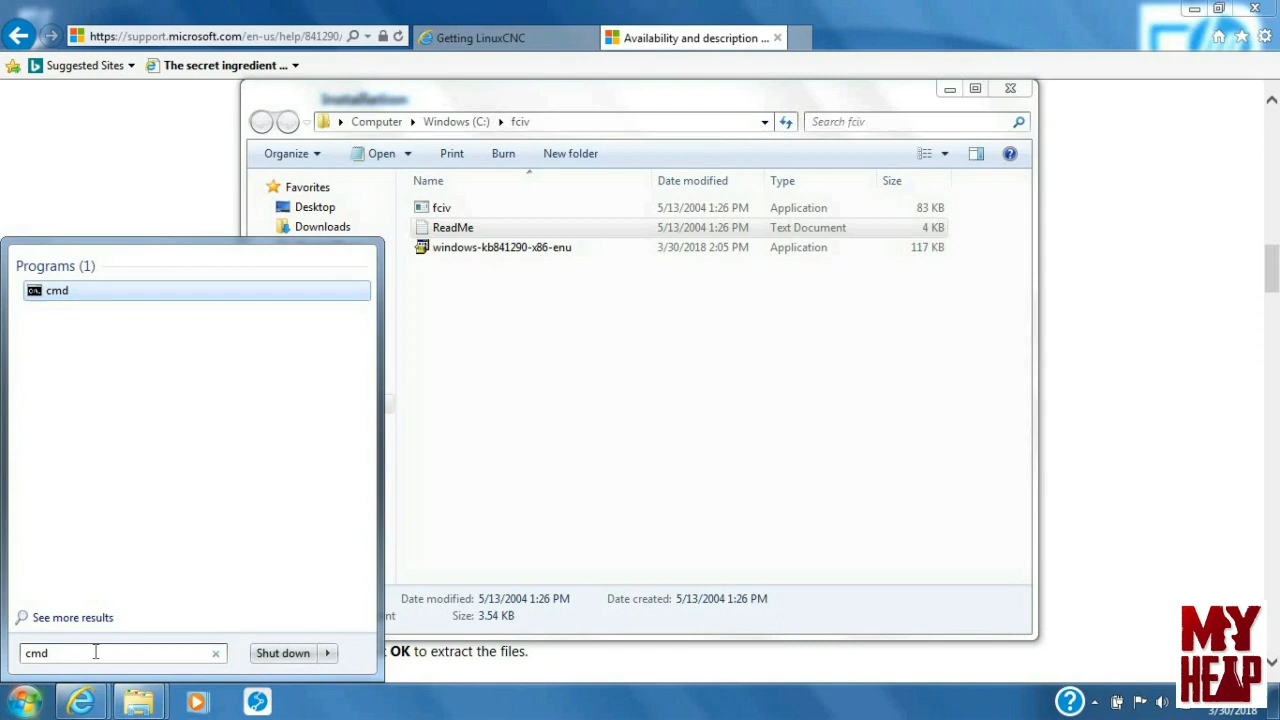 https://support.microsoft.com/en-us/help/841290/
Getting LinuxCNC
Availability and description ...
Suggested Sites
The secret ingredient ...
Installation
Computer
Windows (C:)
fciv
Search fciv
Organize
Open
Print
Burn
New folder
Name
Date modified
Type
Size
Favorites
Desktop
Downloads
fciv
5/13/2004 1:26 PM
Application
83 KB
ReadMe
5/13/2004 1:26 PM
Text Document
4 KB
windows-kb841290-x86-enu
3/30/2018 2:05 PM
Application
117 KB
Programs (1)
cmd
See more results
cmd
Shut down
Date modified: 5/13/2004 1:26 PM
Date created: 5/13/2004 1:26 PM
nt
Size: 3.54 KB
OK to extract the files.
MY
HELP
3/30/2018